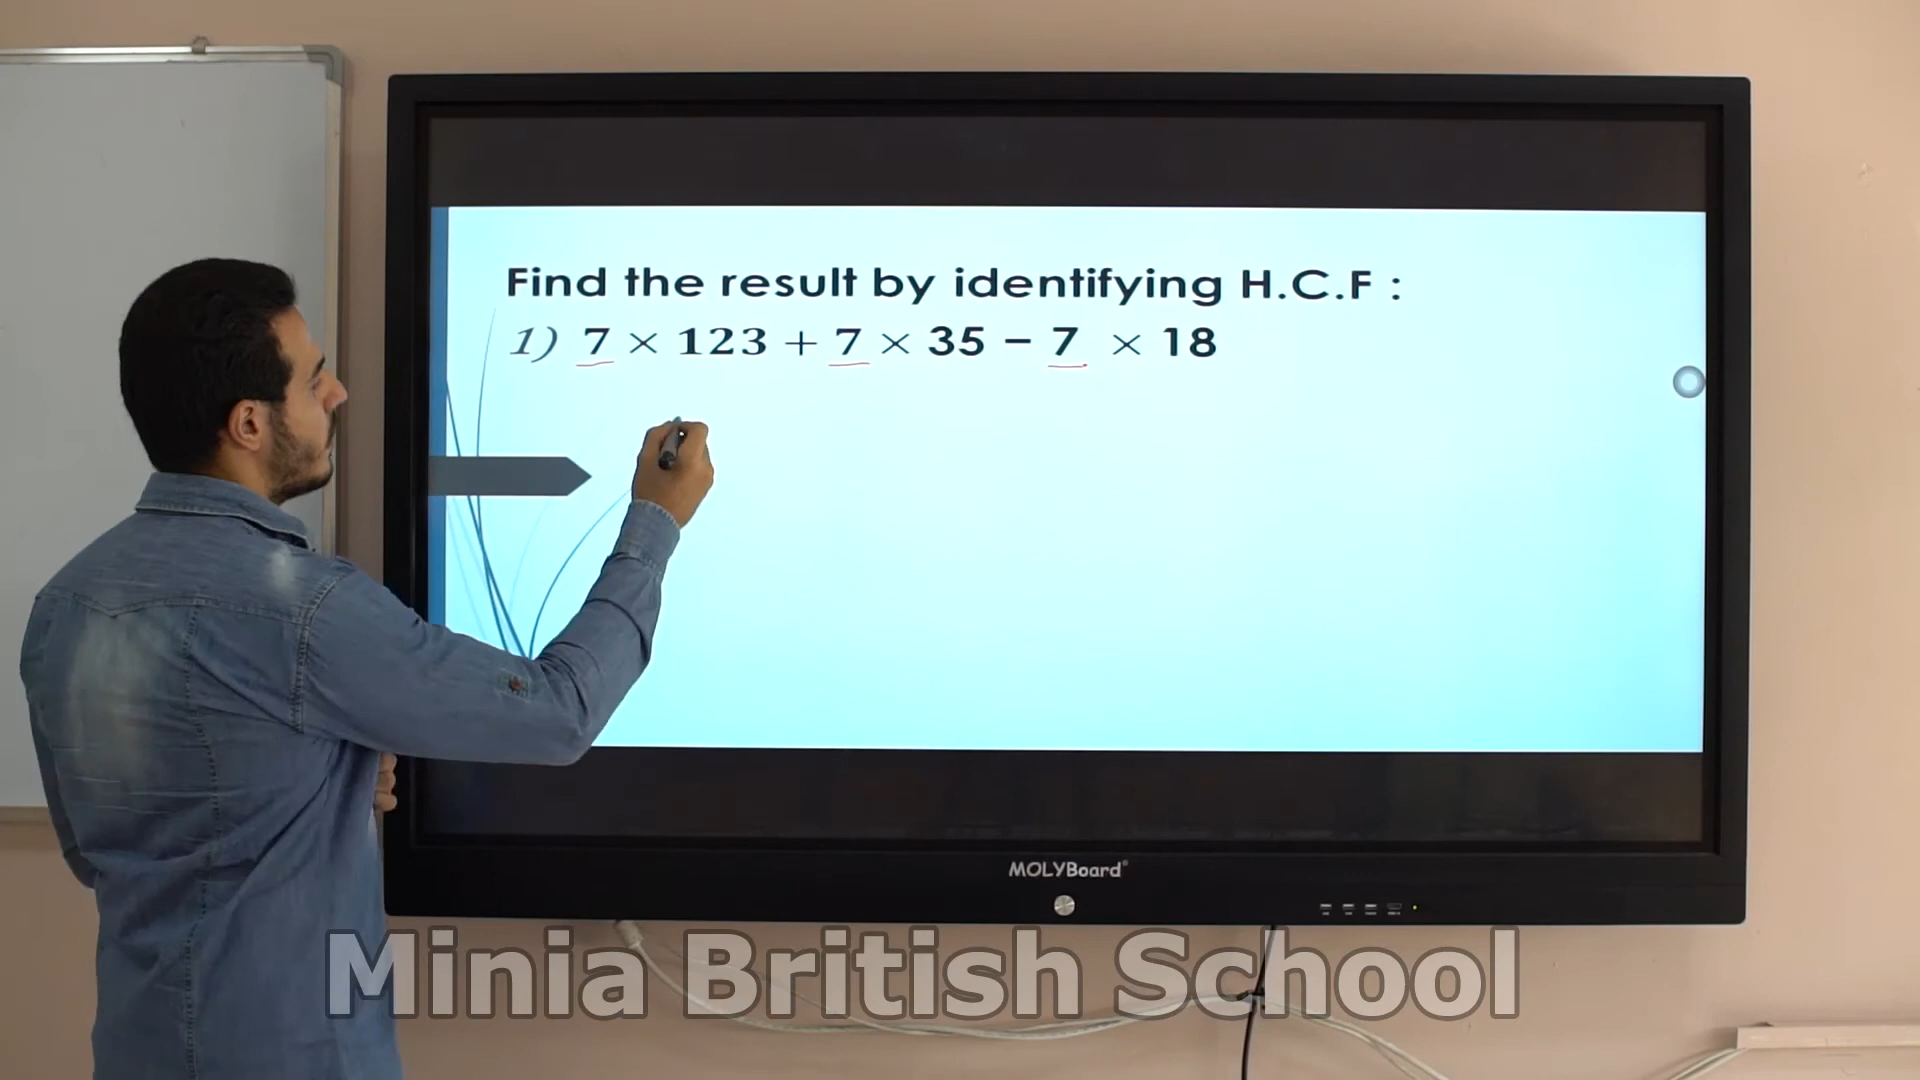 Find the result by identifying H.C.F :
1) 7 × 123 + 7 × 35 – 7 × 18
MOLYBoard
Minia British School